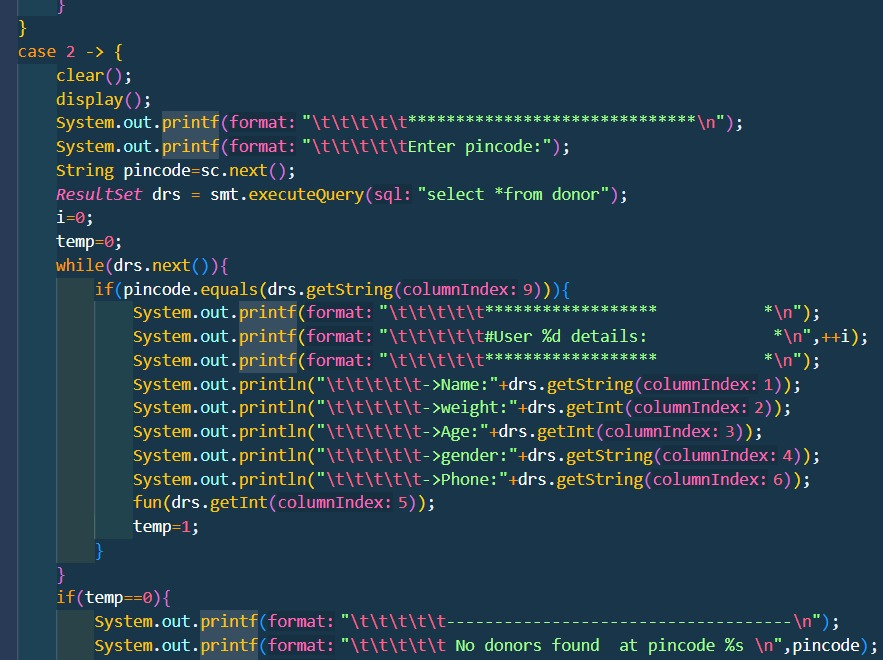 }
}
case 2 -> {
clear();
display();
System.out.printf(format: "\t\t\t\t\t******************************\n");
System.out.printf(format: "\t\t\t\t\tEnter pincode:");
String pincode=sc.next();
ResultSet drs = smt.executeQuery(sql: "select *from donor");
i=0;
temp=0;
while(drs.next()){
if(pincode.equals(drs.getString(columnIndex: 9))){
System.out.printf(format: "\t\t\t\t\t******************           *\n");
System.out.printf(format: "\t\t\t\t\t#User %d details:             *\n",++i);
System.out.printf(format: "\t\t\t\t\t******************           *\n");
System.out.println("\t\t\t\t\t->Name:"+drs.getString(columnIndex: 1));
System.out.println("\t\t\t\t\t->weight:"+drs.getInt(columnIndex: 2));
System.out.println("\t\t\t\t\t->Age:"+drs.getInt(columnIndex: 3));
System.out.println("\t\t\t\t\t->gender:"+drs.getString(columnIndex: 4));
System.out.println("\t\t\t\t\t->Phone:"+drs.getString(columnIndex: 6));
fun(drs.getInt(columnIndex: 5));
temp=1;
}
}
if(temp==0){
System.out.printf(format: "\t\t\t\t\t------------------------------------\n");
System.out.printf(format: "\t\t\t\t\t No donors found  at pincode %s \n",pincode);